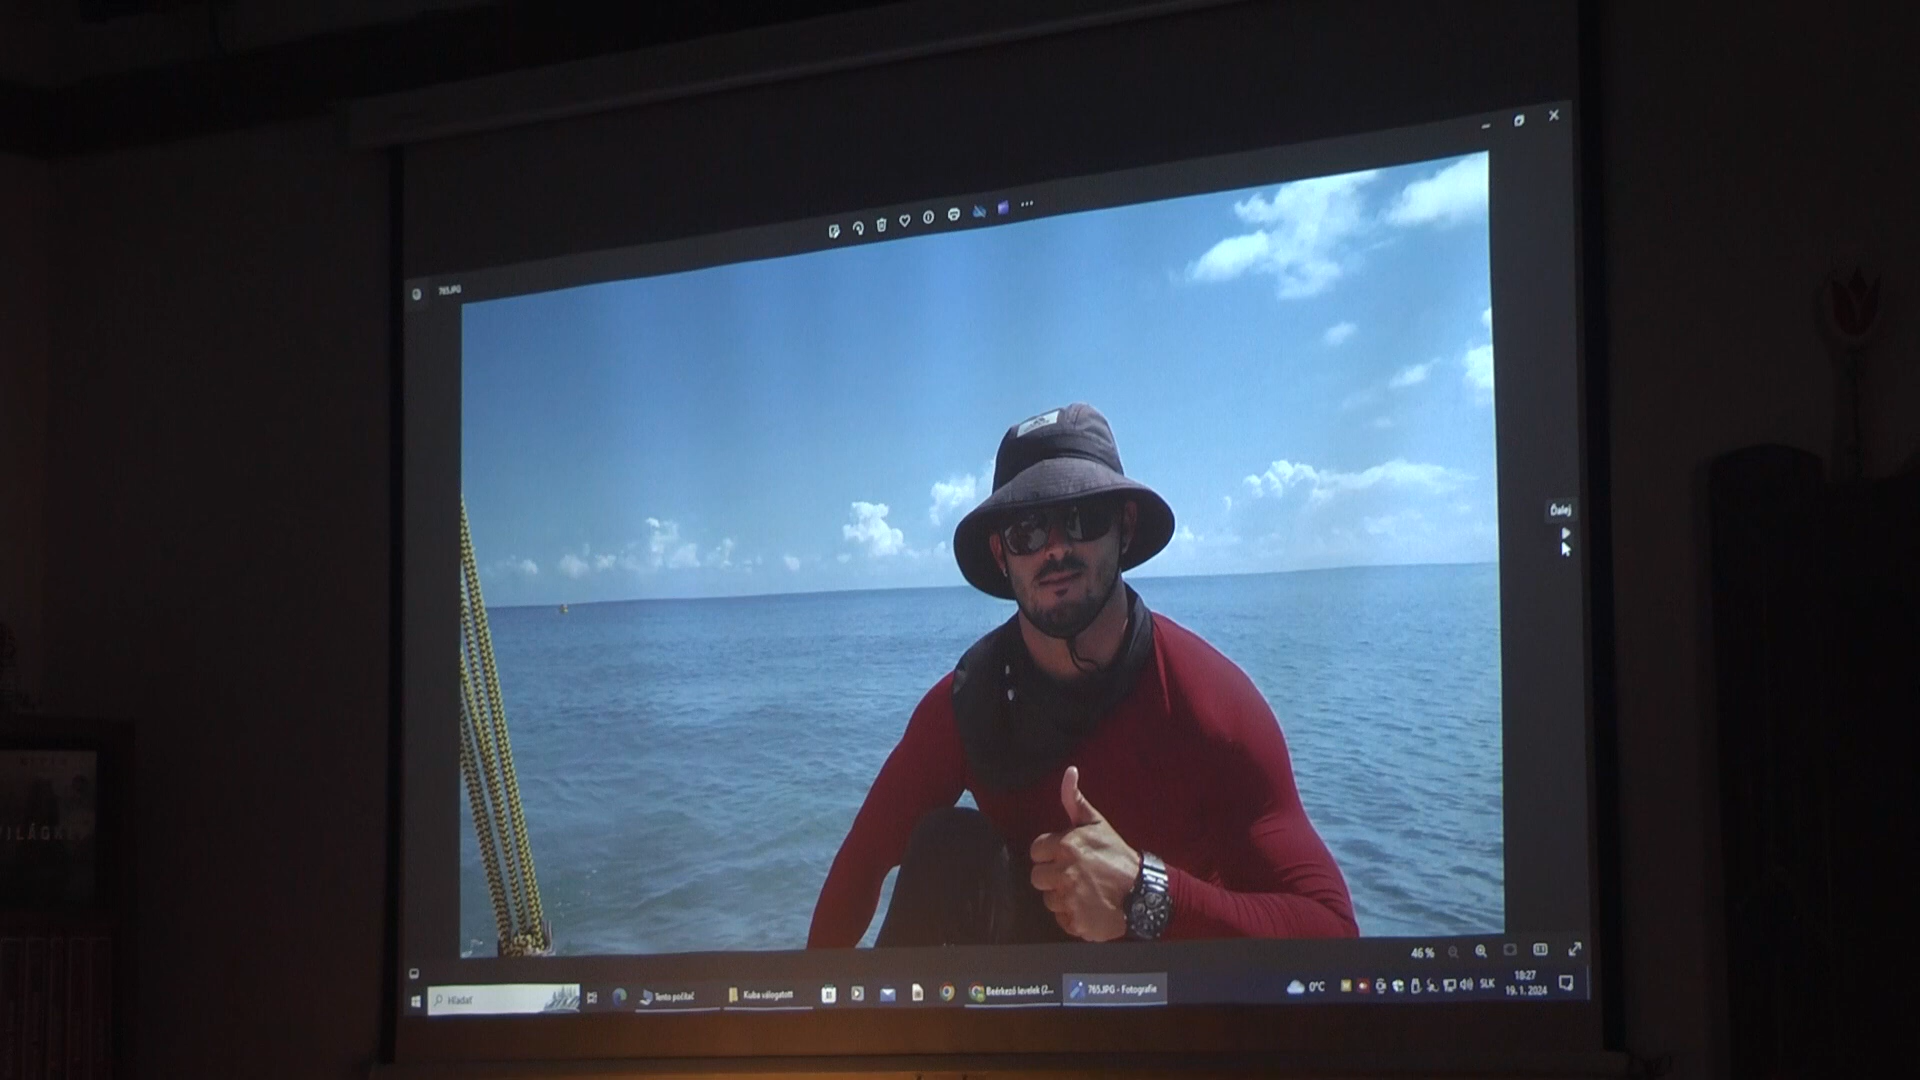 765.JPG
Ďalej
VILÁGK
46 %
Hľadať
Tento počítač
Kuba válogatott
Beérkező levelek (2...
765.JPG - Fotografie
0°C
SLK
18:27
19. 1. 2024